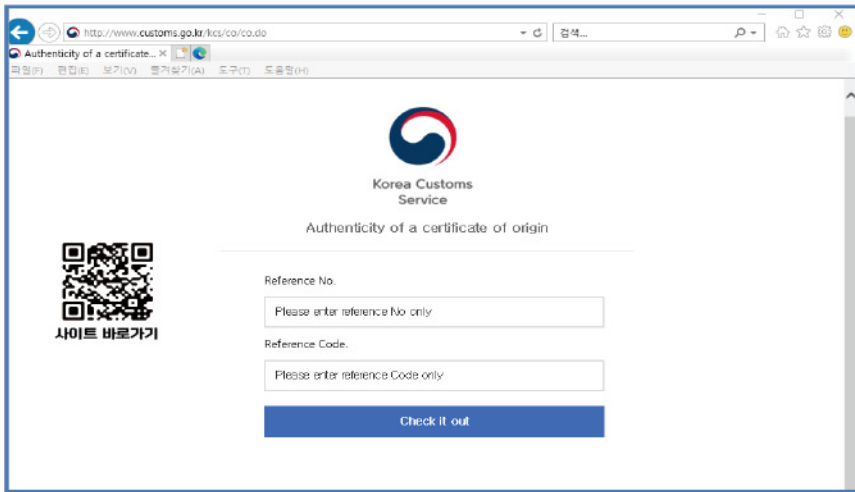 http://www.customs.go.kr/kcs/co/co.do
검색...
Authenticity of a certificate...
파일(F) 편집(E) 보기(V) 즐겨찾기(A) 도구(T) 도움말(H)
Korea Customs
Service
Authenticity of a certificate of origin
Reference No.
Please enter reference No only
사이트 바로가기
Reference Code.
Please enter reference Code only
Check it out